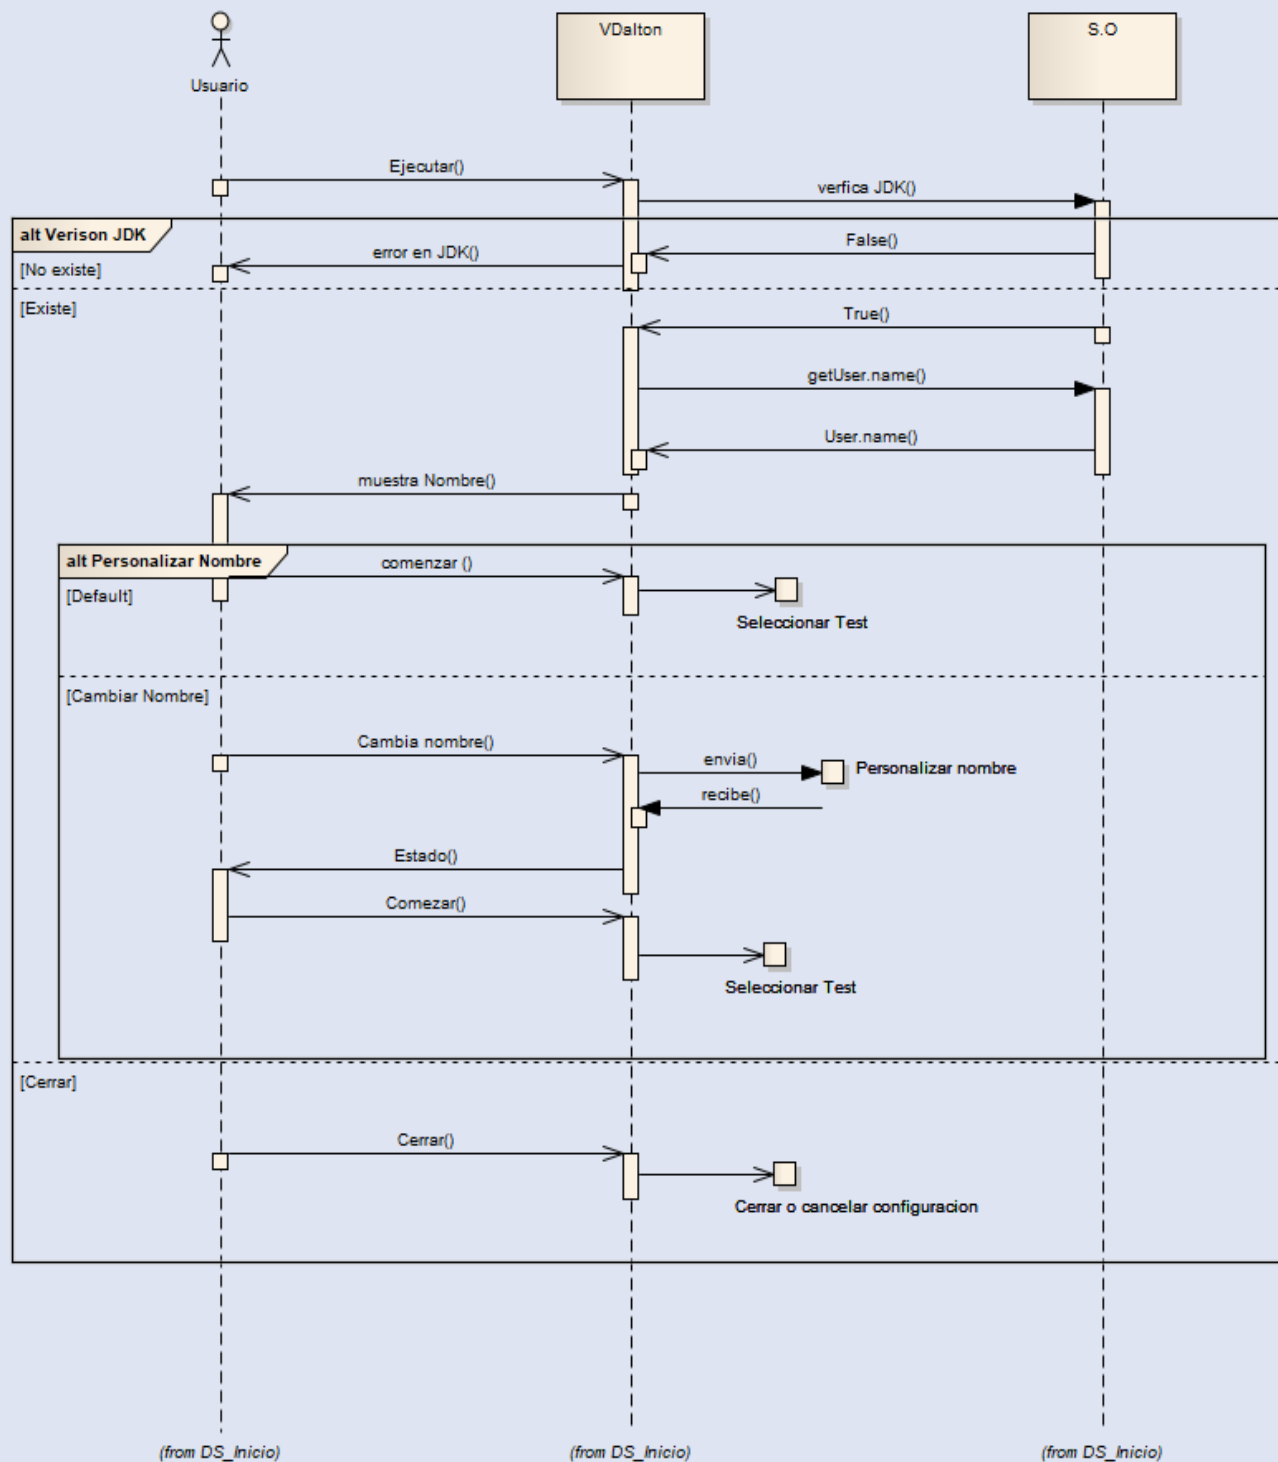 Usuario
VDalton
S.O
Ejecutar()
verfica JDK()
alt Verison JDK
False()
error en JDK()
[No existe]
[Existe]
True()
getUser.name()
User.name()
muestra Nombre()
alt Personalizar Nombre
comenzar ()
[Default]
Seleccionar Test
[Cambiar Nombre]
Cambia nombre()
envia()
Personalizar nombre
recibe()
Estado()
Comezar()
Seleccionar Test
[Cerrar]
Cerrar()
Cerrar o cancelar configuracion
(from DS_Inicio)
(from DS_Inicio)
(from DS_Inicio)